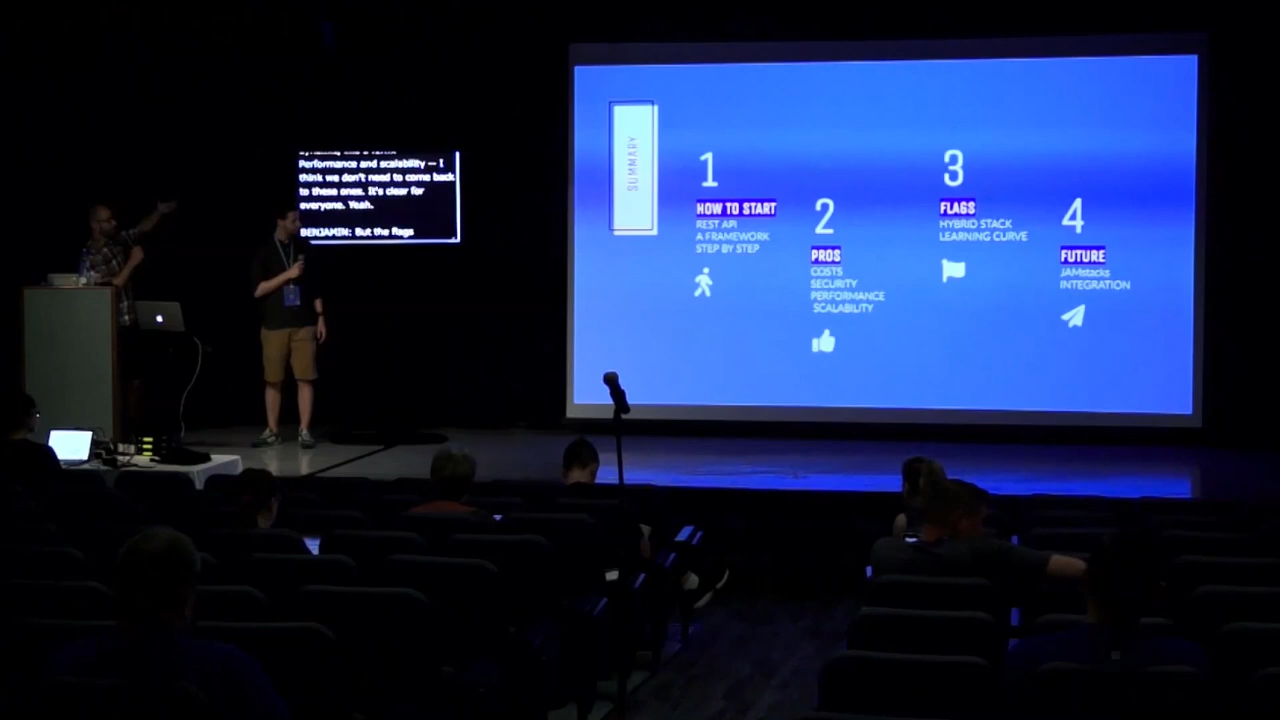 Performance and scalability -- I
think we don't need to come back
to these ones. It's clear for
everyone. Yeah.
BENJAMIN: But the flags
SUMMARY
1
HOW TO START
REST API
A FRAMEWORK
STEP BY STEP
2
PROS
COSTS
SECURITY
PERFORMANCE
SCALABILITY
3
FLAGS
HYBRID STACK
LEARNING CURVE
4
FUTURE
JAMstacks
INTEGRATION